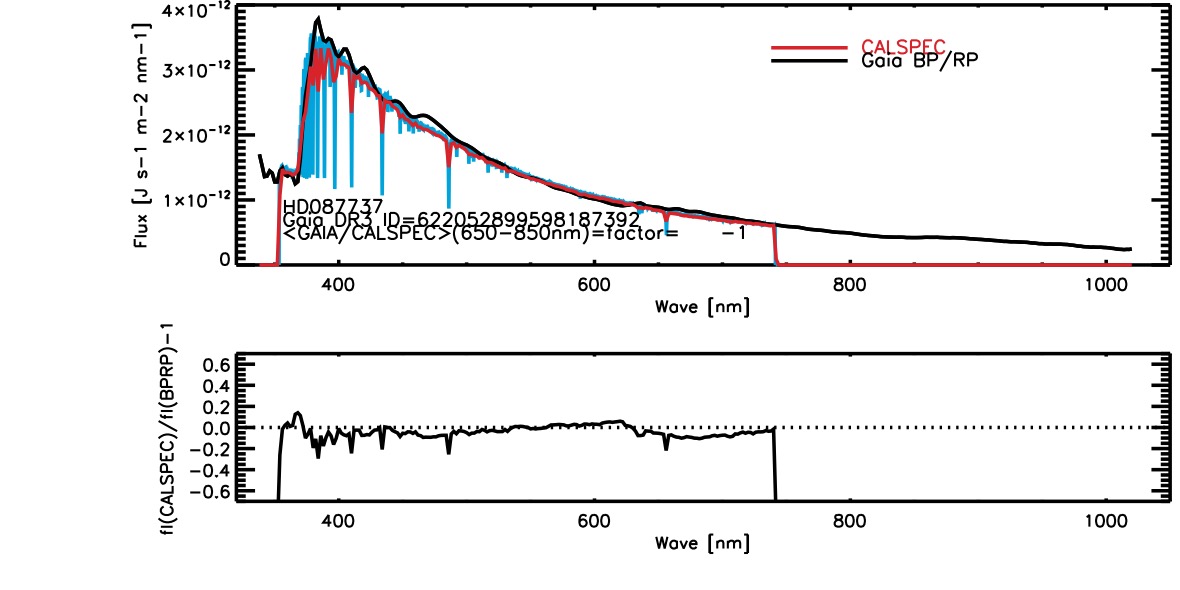 4×10⁻¹²
3×10⁻¹²
2×10⁻¹²
1×10⁻¹²
0
Flux [J s−1 m−2 nm−1]
CALSPEC
Gaia BP/RP
HD087737
Gaia DR3 ID=622052899598187392
<GAIA/CALSPEC>(650−850nm)=factor= −1
400 600 800 1000
Wave [nm]
fl(CALSPEC)/fl(BPRP)−1
0.6
0.4
0.2
0.0
−0.2
−0.4
−0.6
400 600 800 1000
Wave [nm]